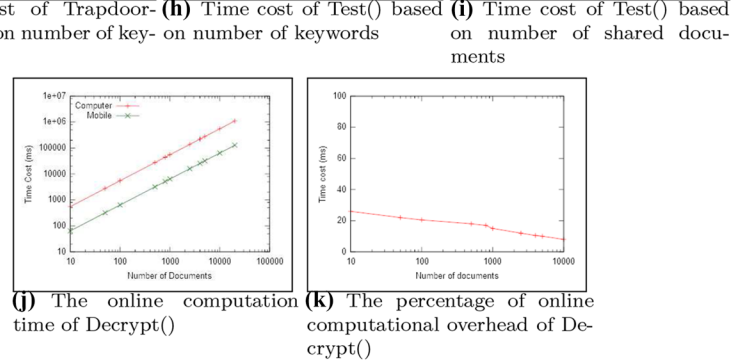 st of Trapdoor-
on number of key-
(h) Time cost of Test() based
on number of keywords
(i) Time cost of Test() based
on number of shared docu-
ments
1e+07
1e+06
100000
10000
1000
100
10
Time Cost (ms)
Computer
Mobile
10 100 1000 10000 100000
Number of Documents
100
80
60
40
20
0
Time cost (ms)
10 100 1000 10000
Number of documents
(j) The online computation
time of Decrypt()
(k) The percentage of online
computational overhead of De-
crypt()